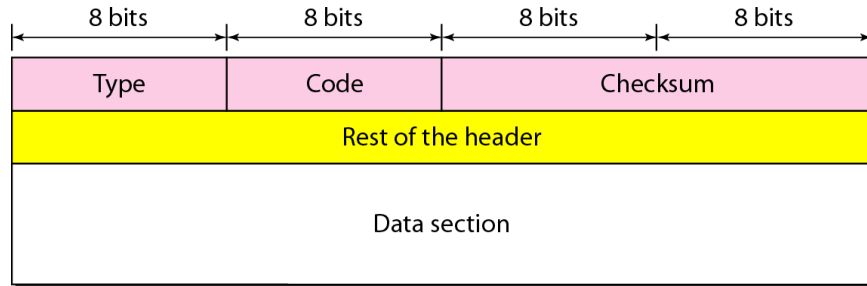 8 bits 8 bits 8 bits 8 bits
Type Code Checksum
Rest of the header
Data section